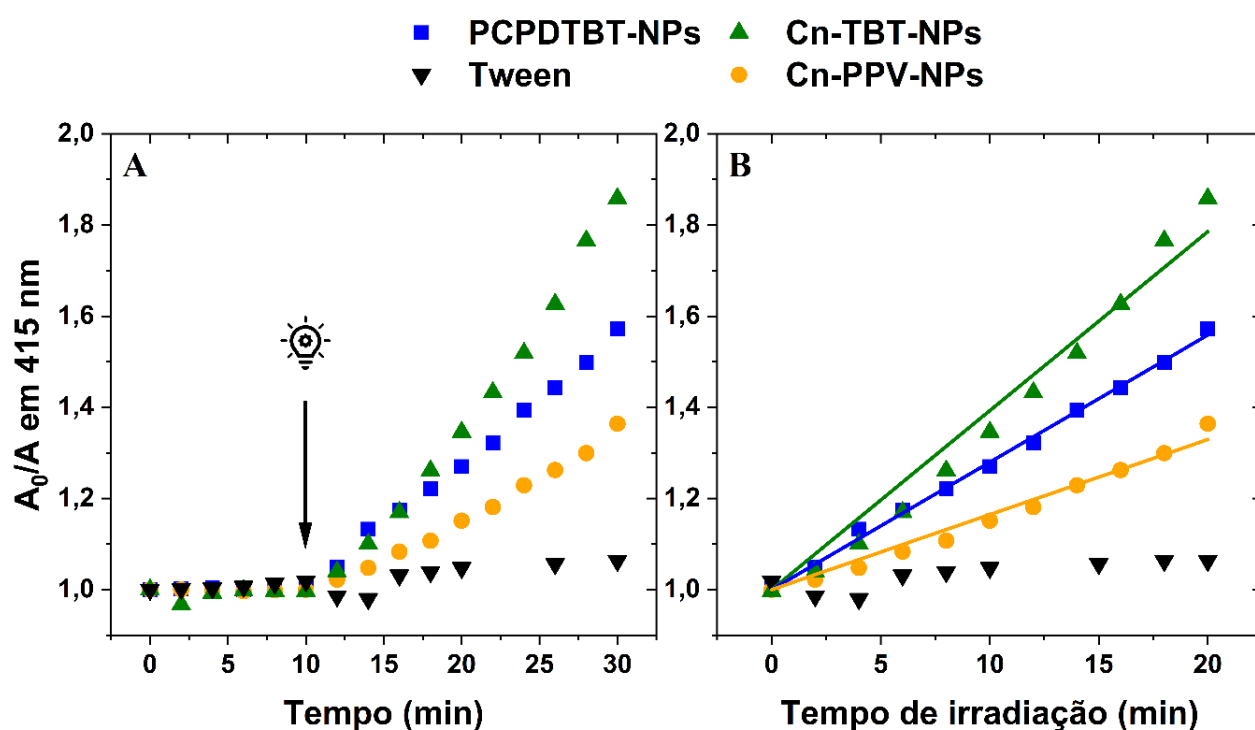 PCPDTBT-NPs Cn-TBT-NPs
Tween Cn-PPV-NPs
A B
2,0 2,0
1,8 1,8
1,6 1,6
1,4 1,4
1,2 1,2
1,0 1,0
A₀/A em 415 nm
0 5 10 15 20 25 30 0 5 10 15 20
Tempo (min) Tempo de irradiação (min)